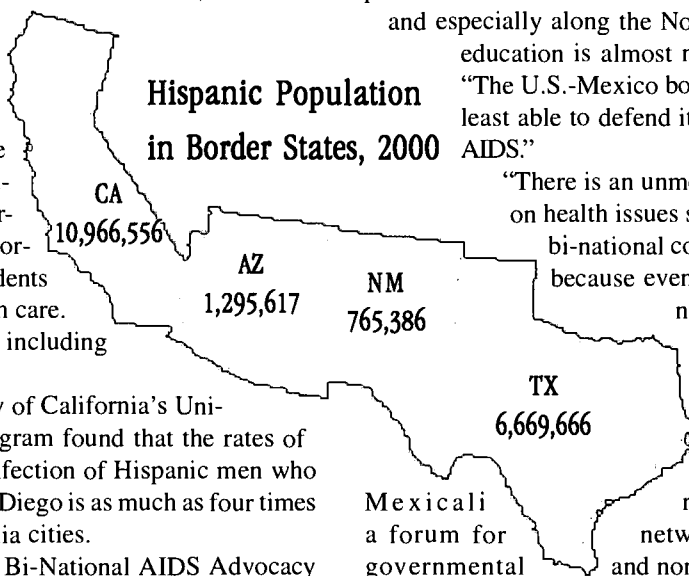 and especially along the No
education is almost
Hispanic Population
in Border States, 2000
"The U.S.-Mexico bo
least able to defend it
AIDS."
"There is an unm
on health issues
bi-national co
because even
CA
10,966,556
AZ
1,295,617
NM
765,386
TX
6,669,666
or-
dents
care.
including
of California's Uni-
gram found that the rates of
fection of Hispanic men who
Diego is as much as four times
ia cities.
Bi-National AIDS Advocacy
Mexicali
a forum for
governmental
netw
and nor